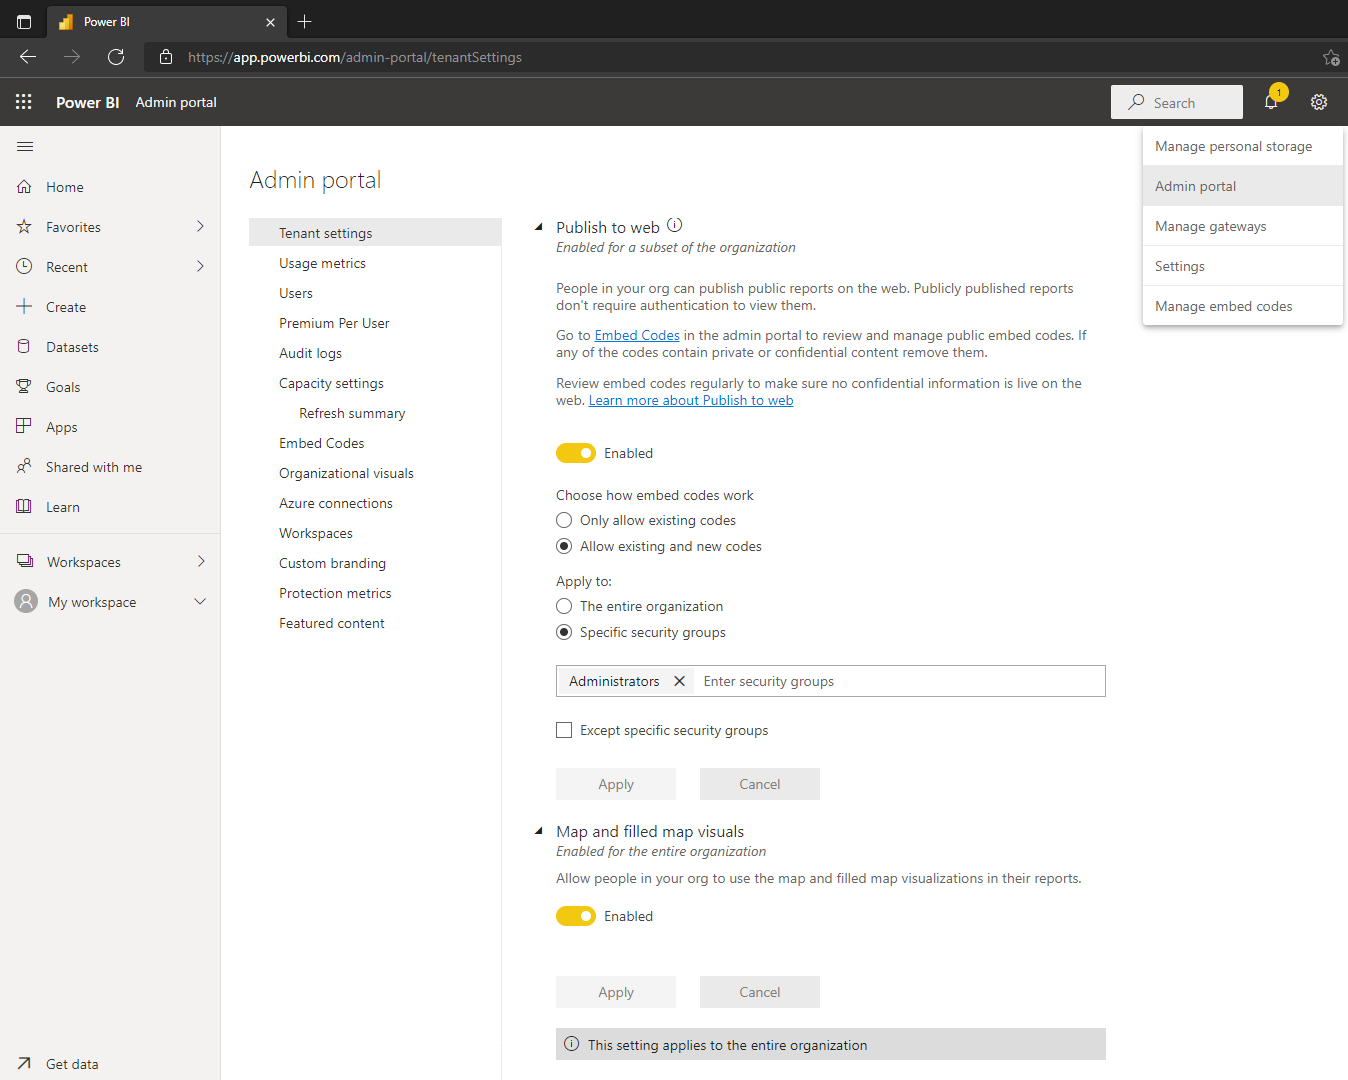 Power BI
https://app.powerbi.com/admin-portal/tenantSettings
Power BI Admin portal
Search
1
Manage personal storage
Admin portal
Manage gateways
Settings
Manage embed codes
Home
Favorites
Recent
Create
Datasets
Goals
Apps
Shared with me
Learn
Workspaces
My workspace
Get data
Admin portal
Tenant settings
Usage metrics
Users
Premium Per User
Audit logs
Capacity settings
Refresh summary
Embed Codes
Organizational visuals
Azure connections
Workspaces
Custom branding
Protection metrics
Featured content
Publish to web
Enabled for a subset of the organization
People in your org can publish public reports on the web. Publicly published reports
don't require authentication to view them.
Go to Embed Codes in the admin portal to review and manage public embed codes. If
any of the codes contain private or confidential content remove them.
Review embed codes regularly to make sure no confidential information is live on the
web. Learn more about Publish to web
Enabled
Choose how embed codes work
Only allow existing codes
Allow existing and new codes
Apply to:
The entire organization
Specific security groups
Administrators Enter security groups
Except specific security groups
Apply Cancel
Map and filled map visuals
Enabled for the entire organization
Allow people in your org to use the map and filled map visualizations in their reports.
Enabled
Apply Cancel
This setting applies to the entire organization